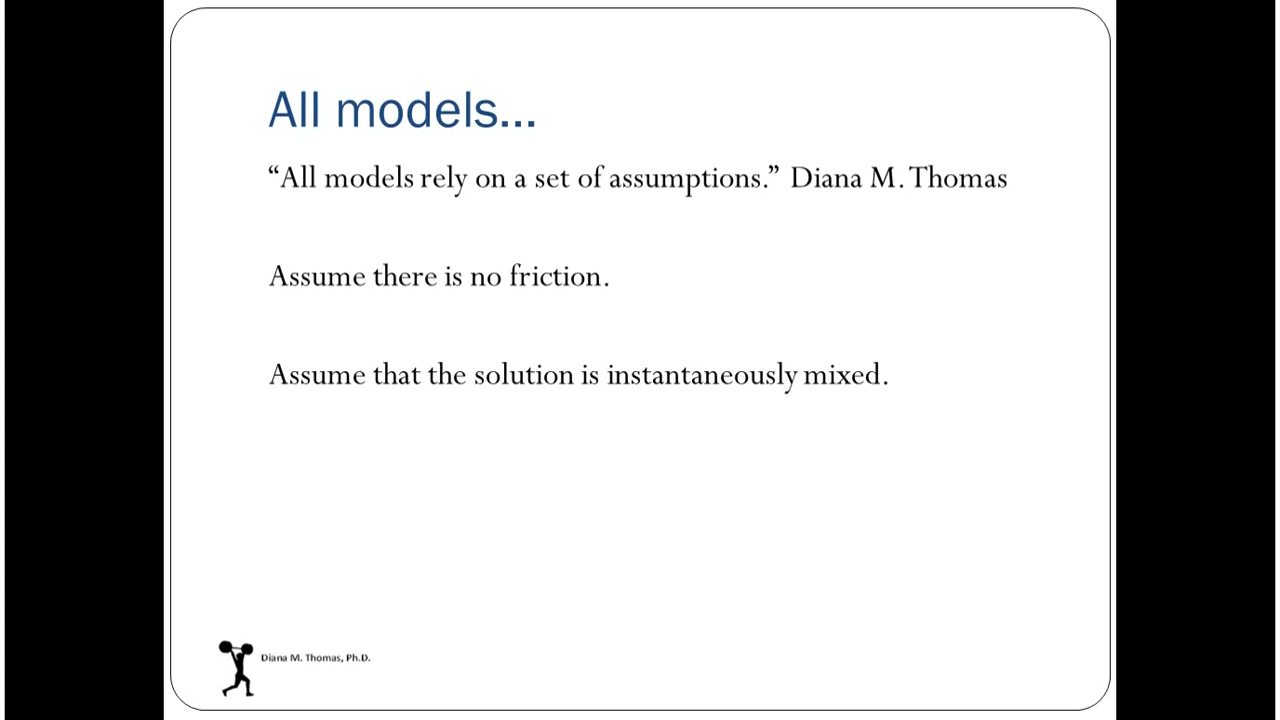 All models...
“All models rely on a set of assumptions.” Diana M. Thomas
Assume there is no friction.
Assume that the solution is instantaneously mixed.
Diana M. Thomas, Ph.D.